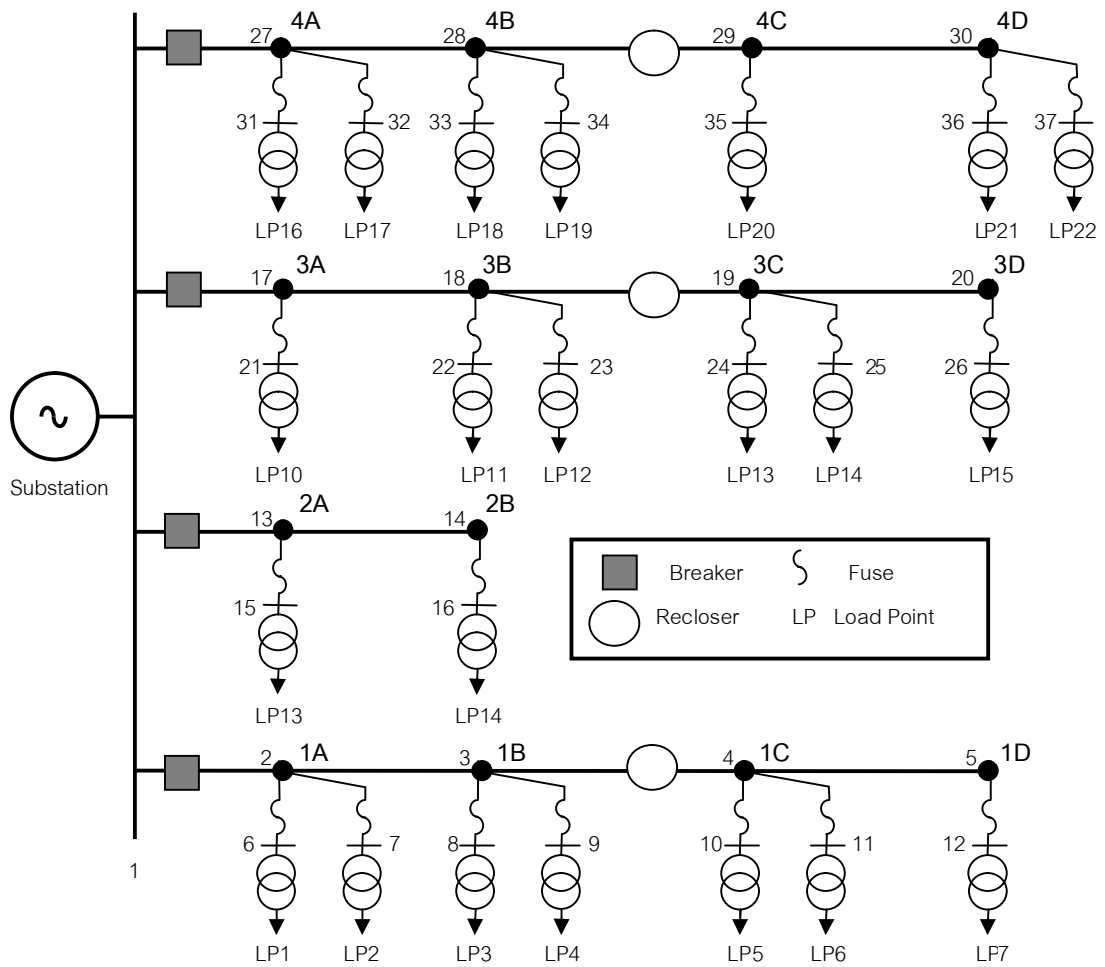 4A 4B 4C 4D
27 28 29 30
31 32 33 34 35 36 37
LP16 LP17 LP18 LP19 LP20 LP21 LP22
3A 3B 3C 3D
17 18 19 20
21 22 23 24 25 26
LP10 LP11 LP12 LP13 LP14 LP15
Substation
2A 2B
13 14
15 16
LP13 LP14
Breaker Fuse
Recloser LP Load Point
1A 1B 1C 1D
2 3 4 5
6 7 8 9 10 11 12
1
LP1 LP2 LP3 LP4 LP5 LP6 LP7